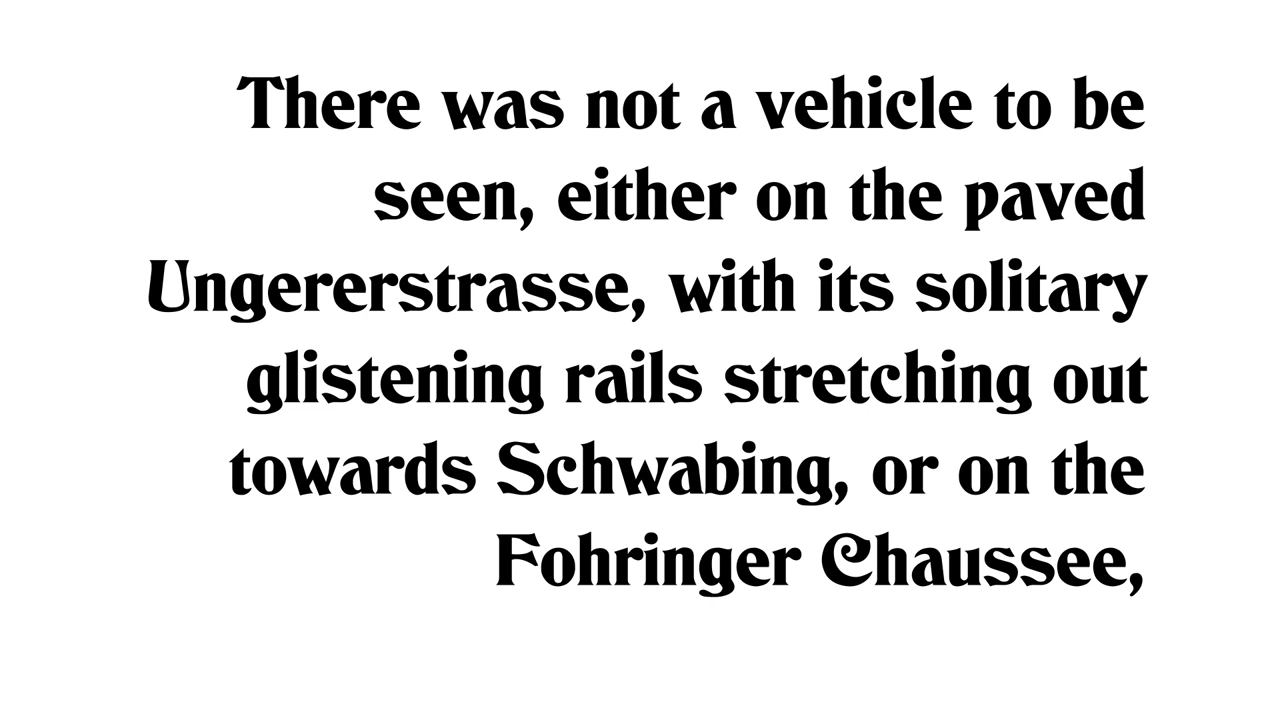 There was not a vehicle to be
seen, either on the paved
Ungererstrasse, with its solitary
glistening rails stretching out
towards Schwabing, or on the
Fohringer Chaussee,